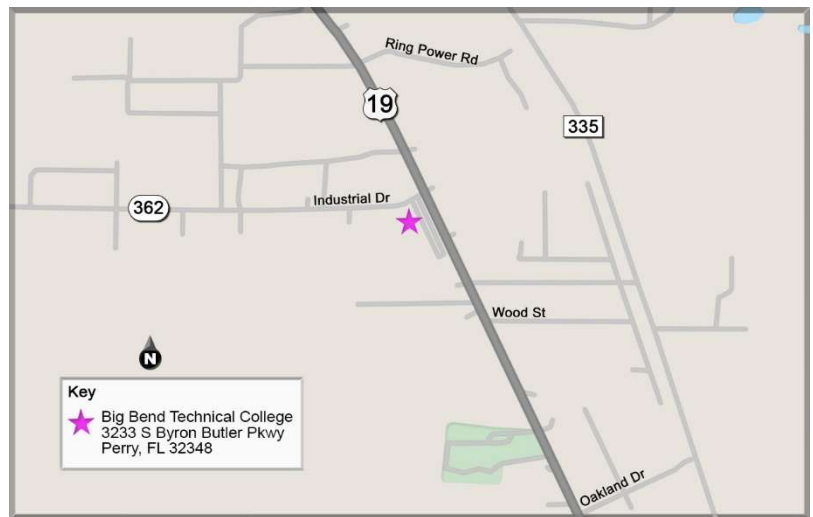 Ring Power Rd
19
335
Industrial Dr
362
Wood St
N
Key
Big Bend Technical College
3233 S Byron Butler Pkwy
Perry, FL 32348
Oakland Dr